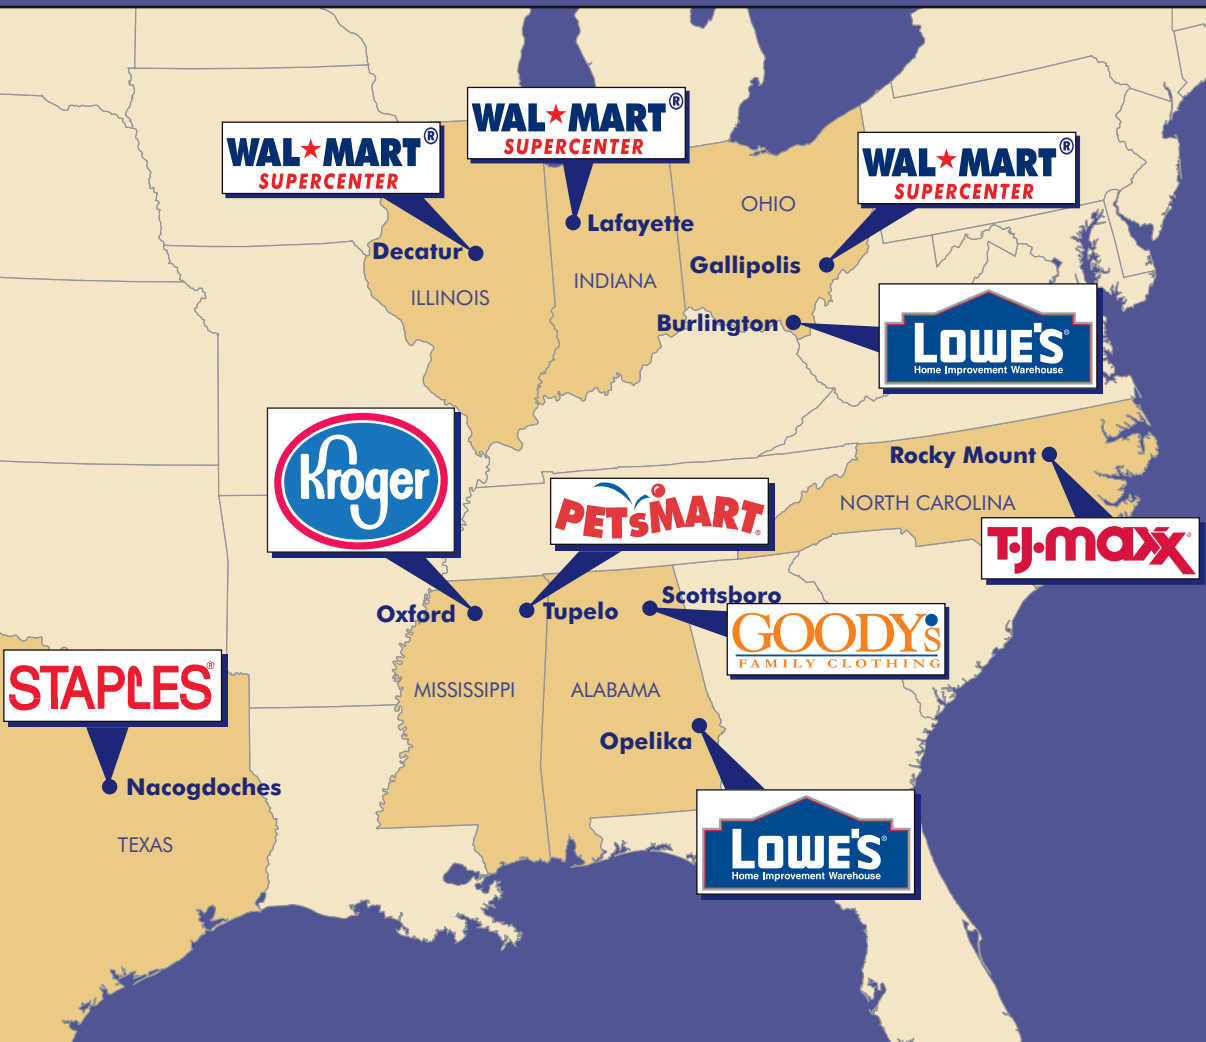 WAL★MART®
SUPERCENTER
WAL★MART®
SUPERCENTER
WAL★MART®
SUPERCENTER
OHIO
Lafayette
Decatur
Gallipolis
INDIANA
ILLINOIS
Burlington
LOWE'S®
Home Improvement Warehouse
Kroger
Rocky Mount
NORTH CAROLINA
PETSMART®
T·J·maxx®
Scottsboro
Oxford
Tupelo
GOODY'S
FAMILY CLOTHING
STAPLES®
MISSISSIPPI
ALABAMA
Opelika
Nacogdoches
TEXAS
LOWE'S®
Home Improvement Warehouse